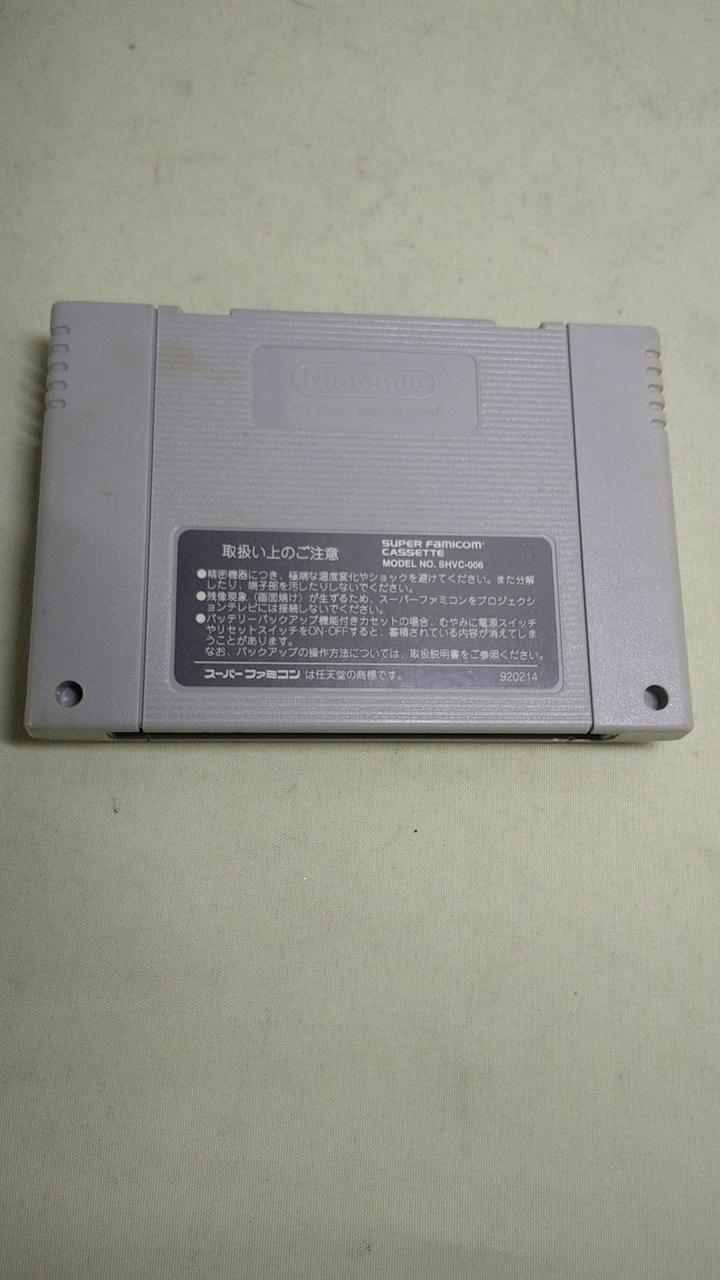 Nintendo
PAT. PEND. MADE IN JAPAN
取扱い上のご注意
SUPER FAMICOM
CASSETTE
MODEL NO. SHVC-006
●精密機器につき、極端な温度変化やショックを避けてください。また分解
したり、端子部を汚したりしないでください。
●残像現象（画面焼け）が生ずるため、スーパーファミコンをプロジェクシ
ョンテレビには接続しないでください。
●バッテリーバックアップ機能付きカセットの場合、むやみに電源スイッチ
やリセットスイッチをON・OFFすると、蓄積されている内容が消えてしま
うことがあります。
なお、バックアップの操作方法については、取扱説明書をご参照ください。
スーパーファミコン は任天堂の商標です。
920214